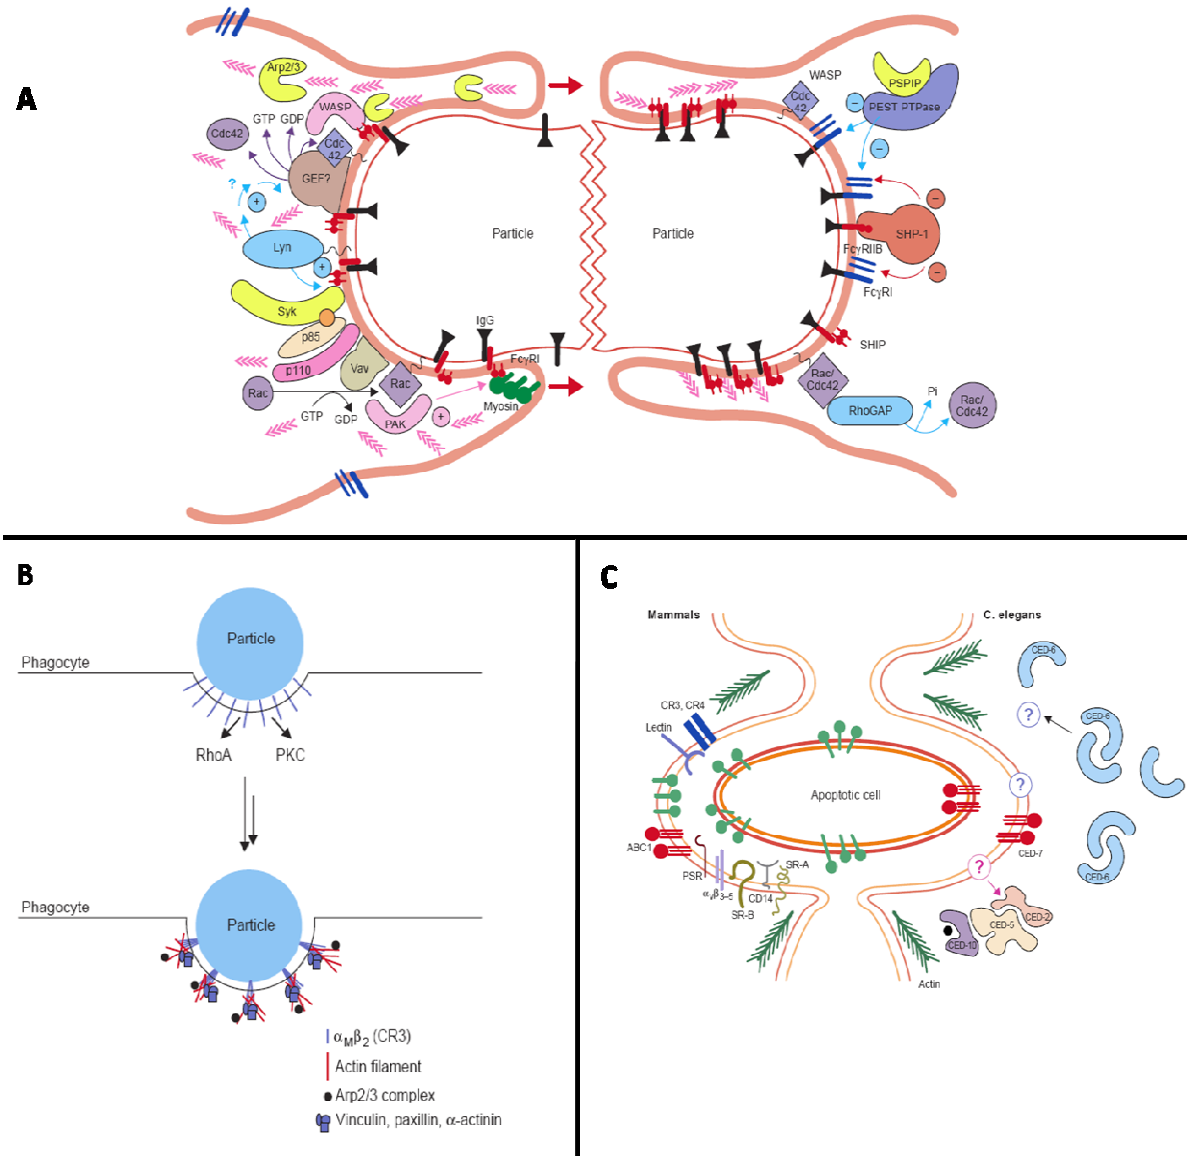 A
Arp2/3
WASP
GTP GDP
Cdc42
Cdc
42
GEF?
?
+
Lyn
+
Syk
p85
p110
Vav
Rac
Rac
GTP
GDP
PAK
+
Myosin
IgG
FcγRI
Particle
Particle
WASP
Cdc
42
PSPIP
PEST PTPase
−
−
−
SHP-1
FcγRIIB
−
FcγRI
SHIP
Rac/
Cdc42
RhoGAP
Pi
Rac/
Cdc42
B
Particle
Phagocyte
RhoA
PKC
Phagocyte
Particle
αMβ2 (CR3)
Actin filament
Arp2/3 complex
Vinculin, paxillin, α-actinin
C
Mammals
C. elegans
CED-6
CR3, CR4
Lectin
?
CED-6
?
Apoptotic cell
ABC1
CED-7
PSR
αvβ3–5
SR-B
CD14
SR-A
CED-6
?
CED-2
CED-5
CED-10
Actin